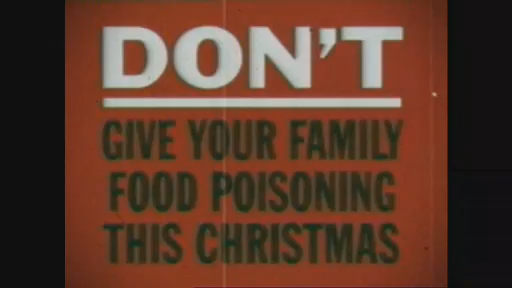 DON'T
GIVE YOUR FAMILY
FOOD POISONING
THIS CHRISTMAS